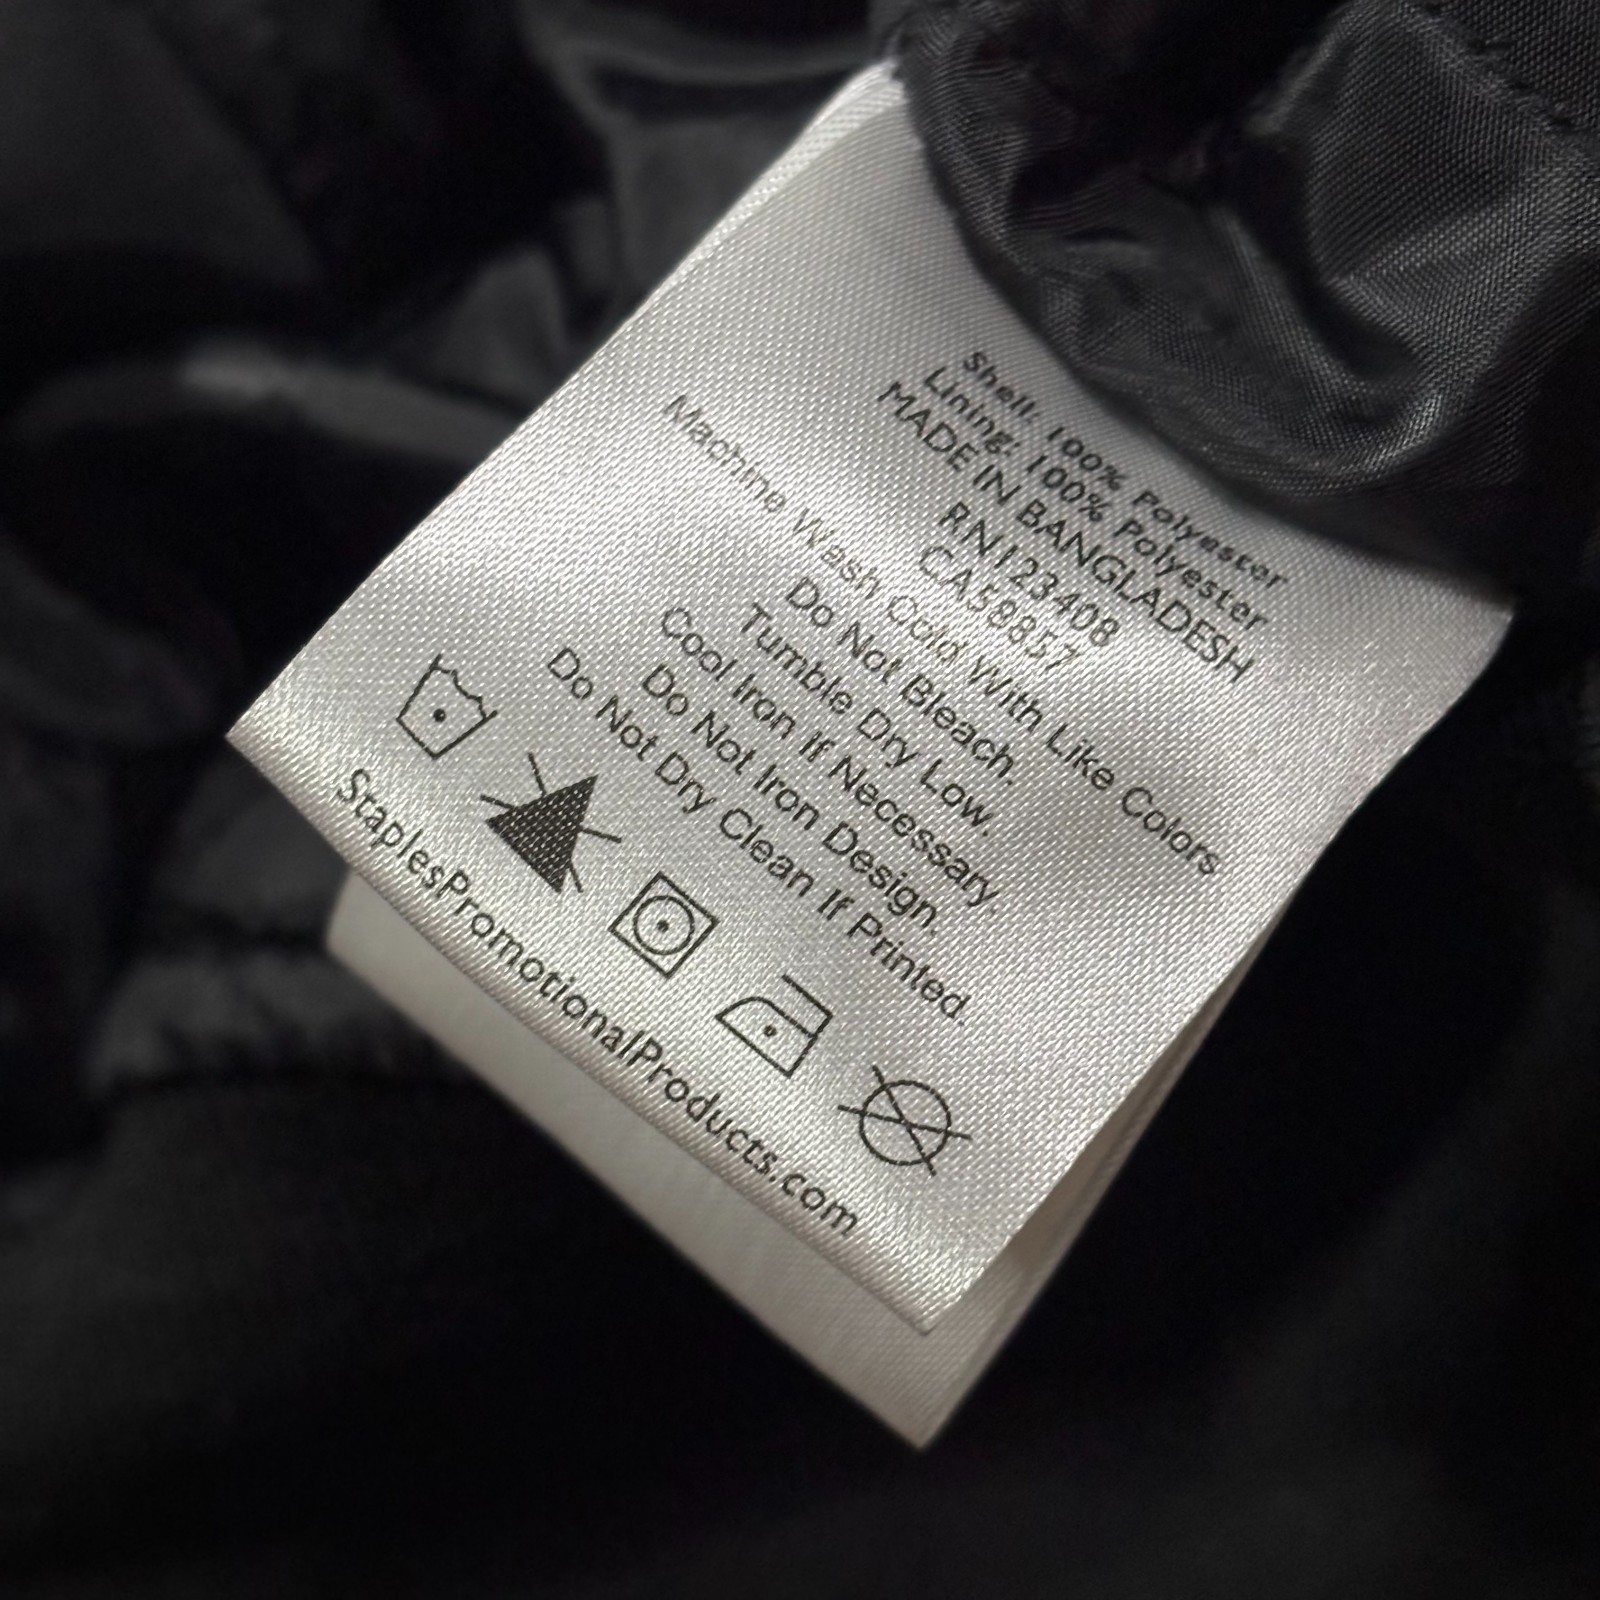 Shell: 100% Polyester
Lining: 100% Polyester
MADE IN BANGLADESH
RN123408
CA58857
Machine Wash Cold With Like Colors
Do Not Bleach.
Tumble Dry Low.
Cool Iron If Necessary.
Do Not Iron Design.
Do Not Dry Clean If Printed.
StaplesPromotionalProducts.com